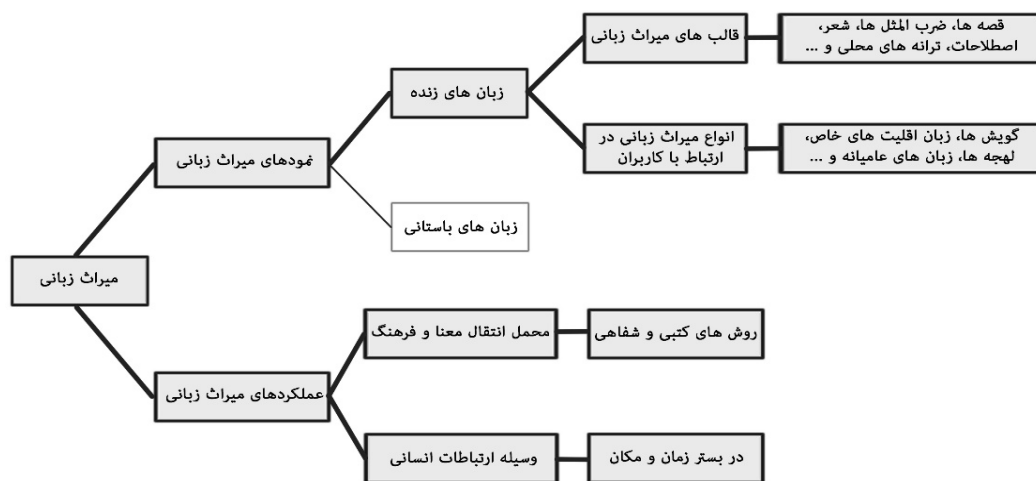 میراث زبانی
نمودهای میراث زبانی
زبان های زنده
قالب های میراث زبانی
قصه ها، ضرب المثل ها، شعر،
اصطلاحات، ترانه های محلی و ...
انواع میراث زبانی در
ارتباط با کاربران
گویش ها، زبان اقلیت های خاص،
لهجه ها، زبان های عامیانه و ...
زبان های باستانی
عملکردهای میراث زبانی
محمل انتقال معنا و فرهنگ
روش های کتبی و شفاهی
وسیله ارتباطات انسانی
در بستر زمان و مکان